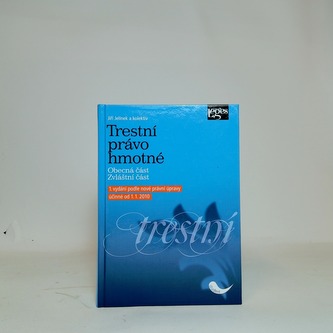 Jiří Jelínek a kolektiv
Leges
Trestní
právo
hmotné
Obecná část
Zvláštní část
1. vydání podle nové právní úpravy
účinné od 1.1.2010
trestní